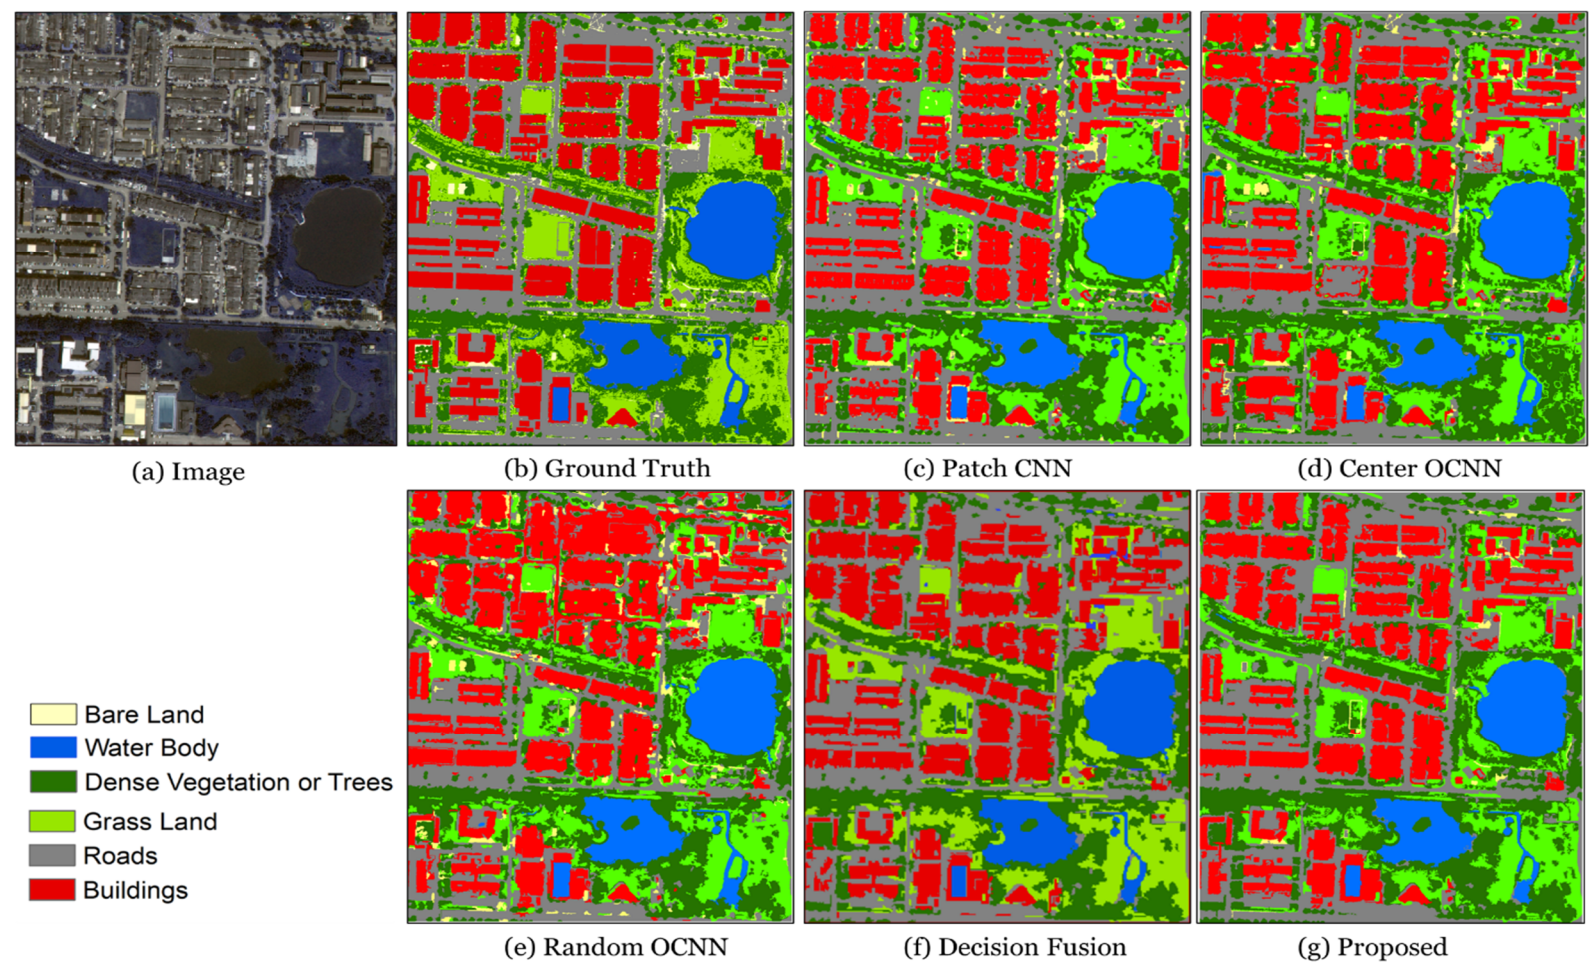 (a) Image
(b) Ground Truth
(c) Patch CNN
(d) Center OCNN
Bare Land
Water Body
Dense Vegetation or Trees
Grass Land
Roads
Buildings
(e) Random OCNN
(f) Decision Fusion
(g) Proposed